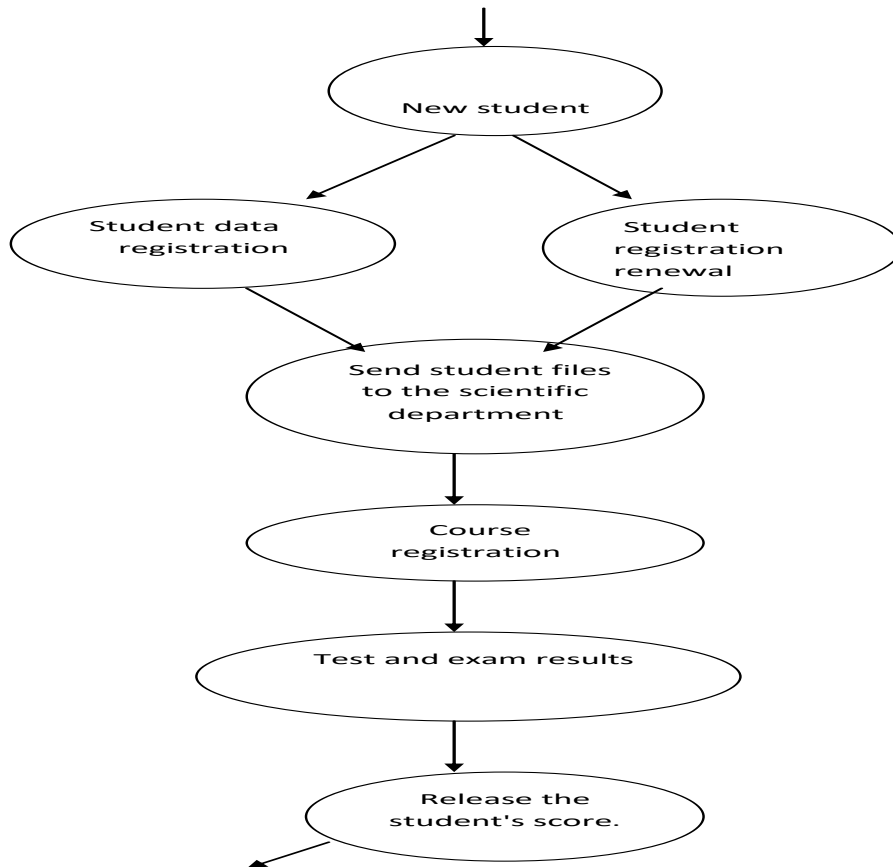 New student
Student data
registration
Student
registration
renewal
Send student files
to the scientific
department
Course
registration
Test and exam results
Release the
student's score.